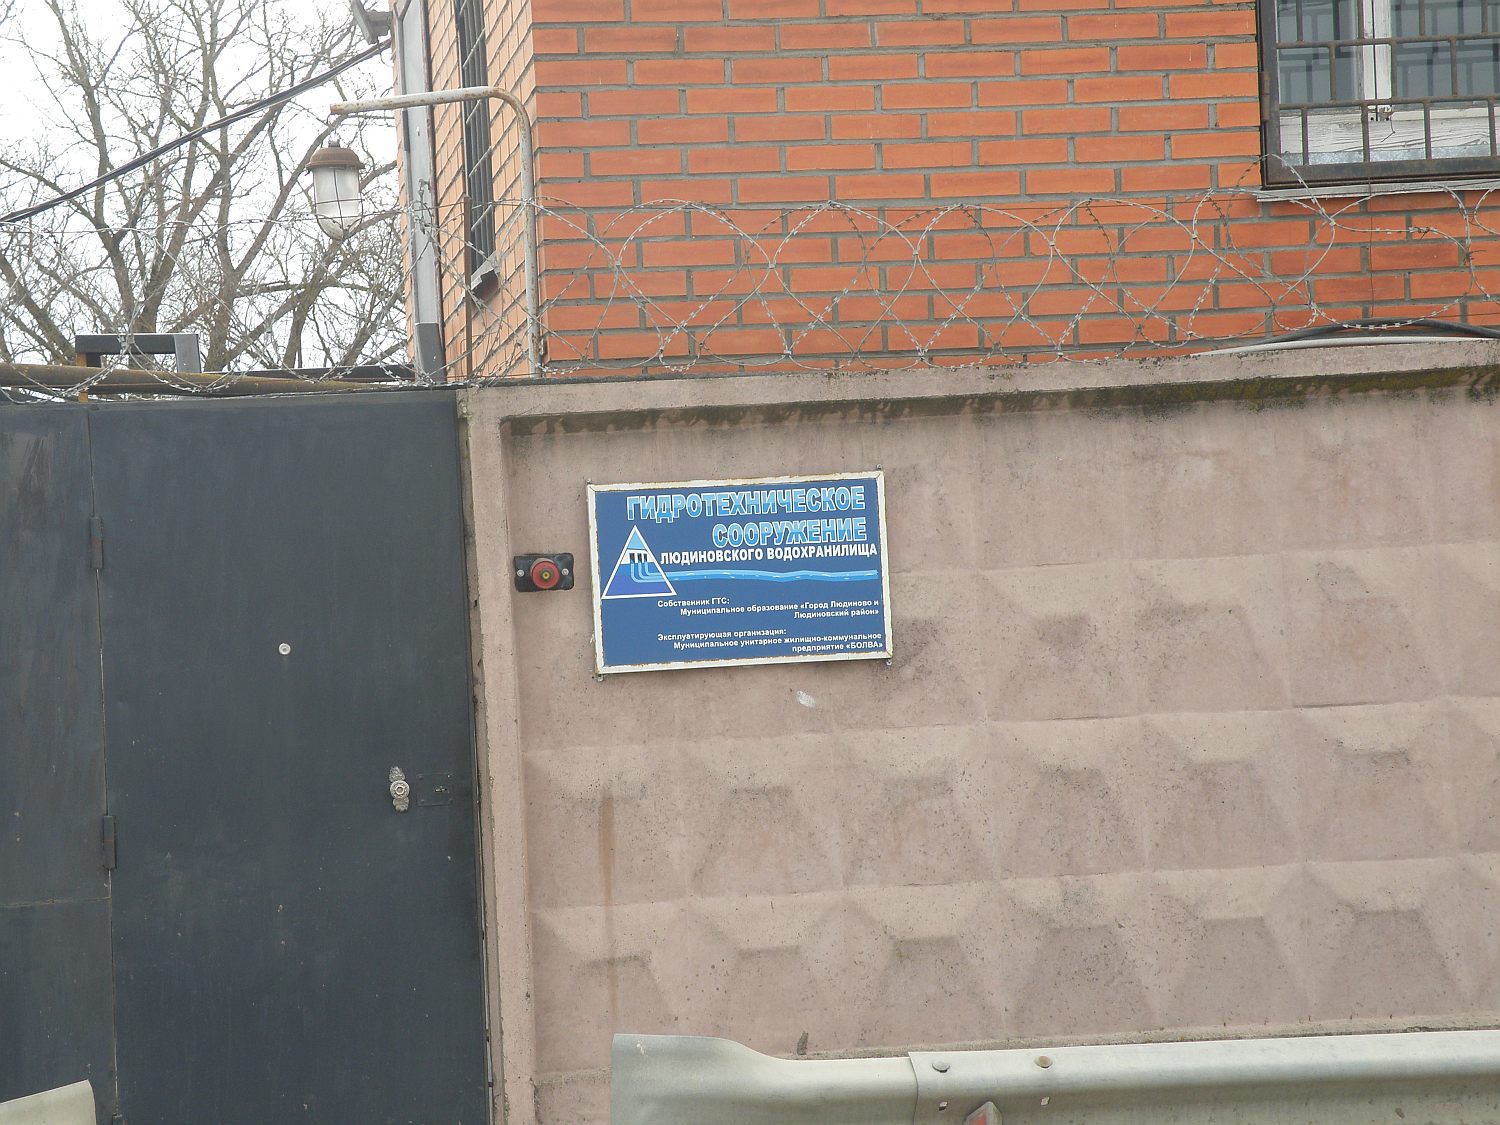 ГИДРОТЕХНИЧЕСКОЕ
СООРУЖЕНИЕ
ЛЮДИНОВСКОГО ВОДОХРАНИЛИЩА
Собственник ГТС:
Муниципальное образование «Город Людиново и
Людиновский район»
Эксплуатирующая организация:
Муниципальное унитарное жилищно-коммунальное
предприятие «БОЛВА»